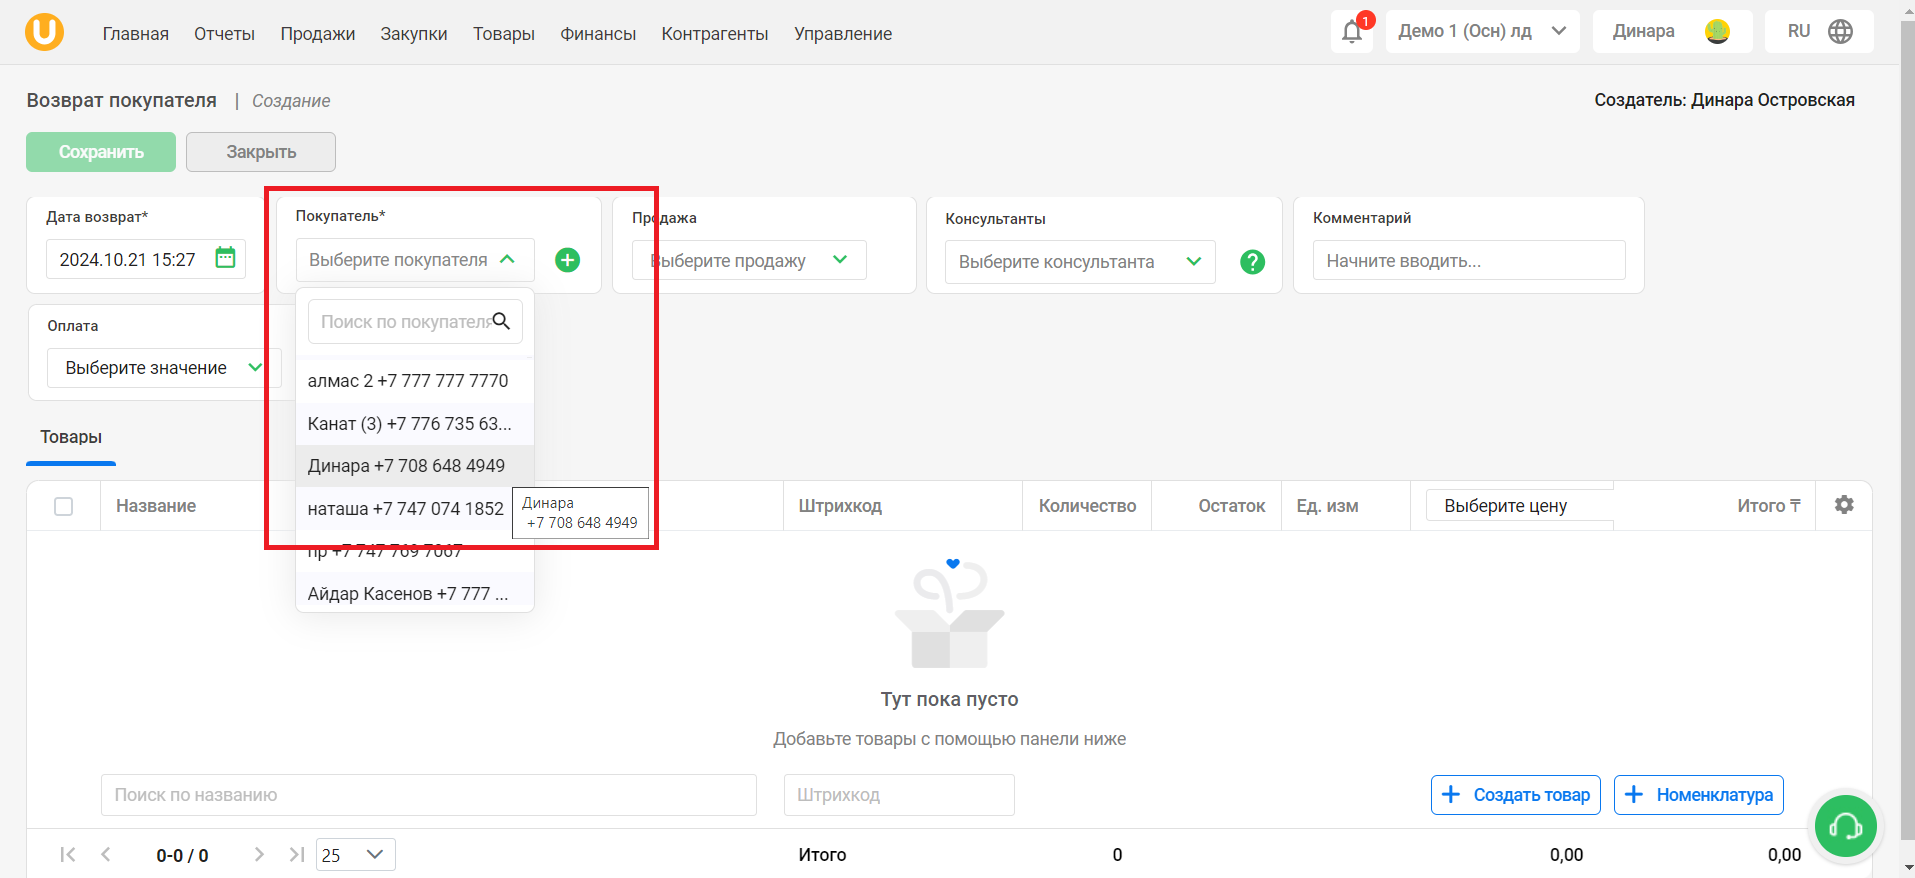 Главная Отчеты Продажи Закупки Товары Финансы Контрагенты Управление 1 Демо 1 (Осн) лд Динара RU
Возврат покупателя | Создание Создатель: Динара Островская
Сохранить Закрыть
Дата возврат* Покупатель* Продажа Консультанты Комментарий
2024.10.21 15:27 Выберите покупателя Выберите продажу Выберите консультанта Начните вводить...
Оплата
Выберите значение
Поиск по покупателя
алмас 2 +7 777 777 7770
Канат (3) +7 776 735 63...
Динара +7 708 648 4949
наташа +7 747 074 1852
Динара
+7 708 648 4949
пр +7 747 769 7067
Айдар Касенов +7 777 ...
Товары
Название Штрихкод Количество Остаток Ед. изм Выберите цену Итого ₸
Тут пока пусто
Добавьте товары с помощью панели ниже
Поиск по названию Штрихкод Создать товар Номенклатура
0-0 / 0 25 Итого 0 0,00 0,00